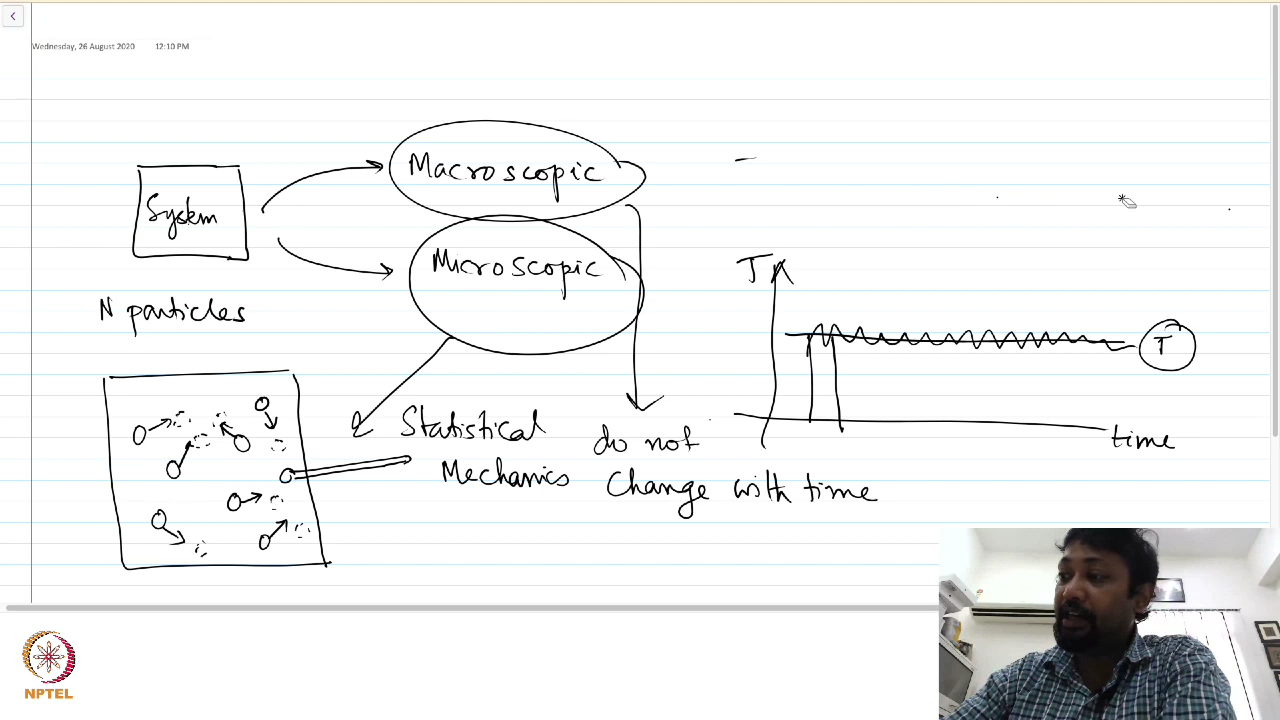 Wednesday, 26 August 2020 12:10 PM
Macroscopic
System
Microscopic
N particles
T
T
time
Statistical
Mechanics
do not
Change with time
NPTEL